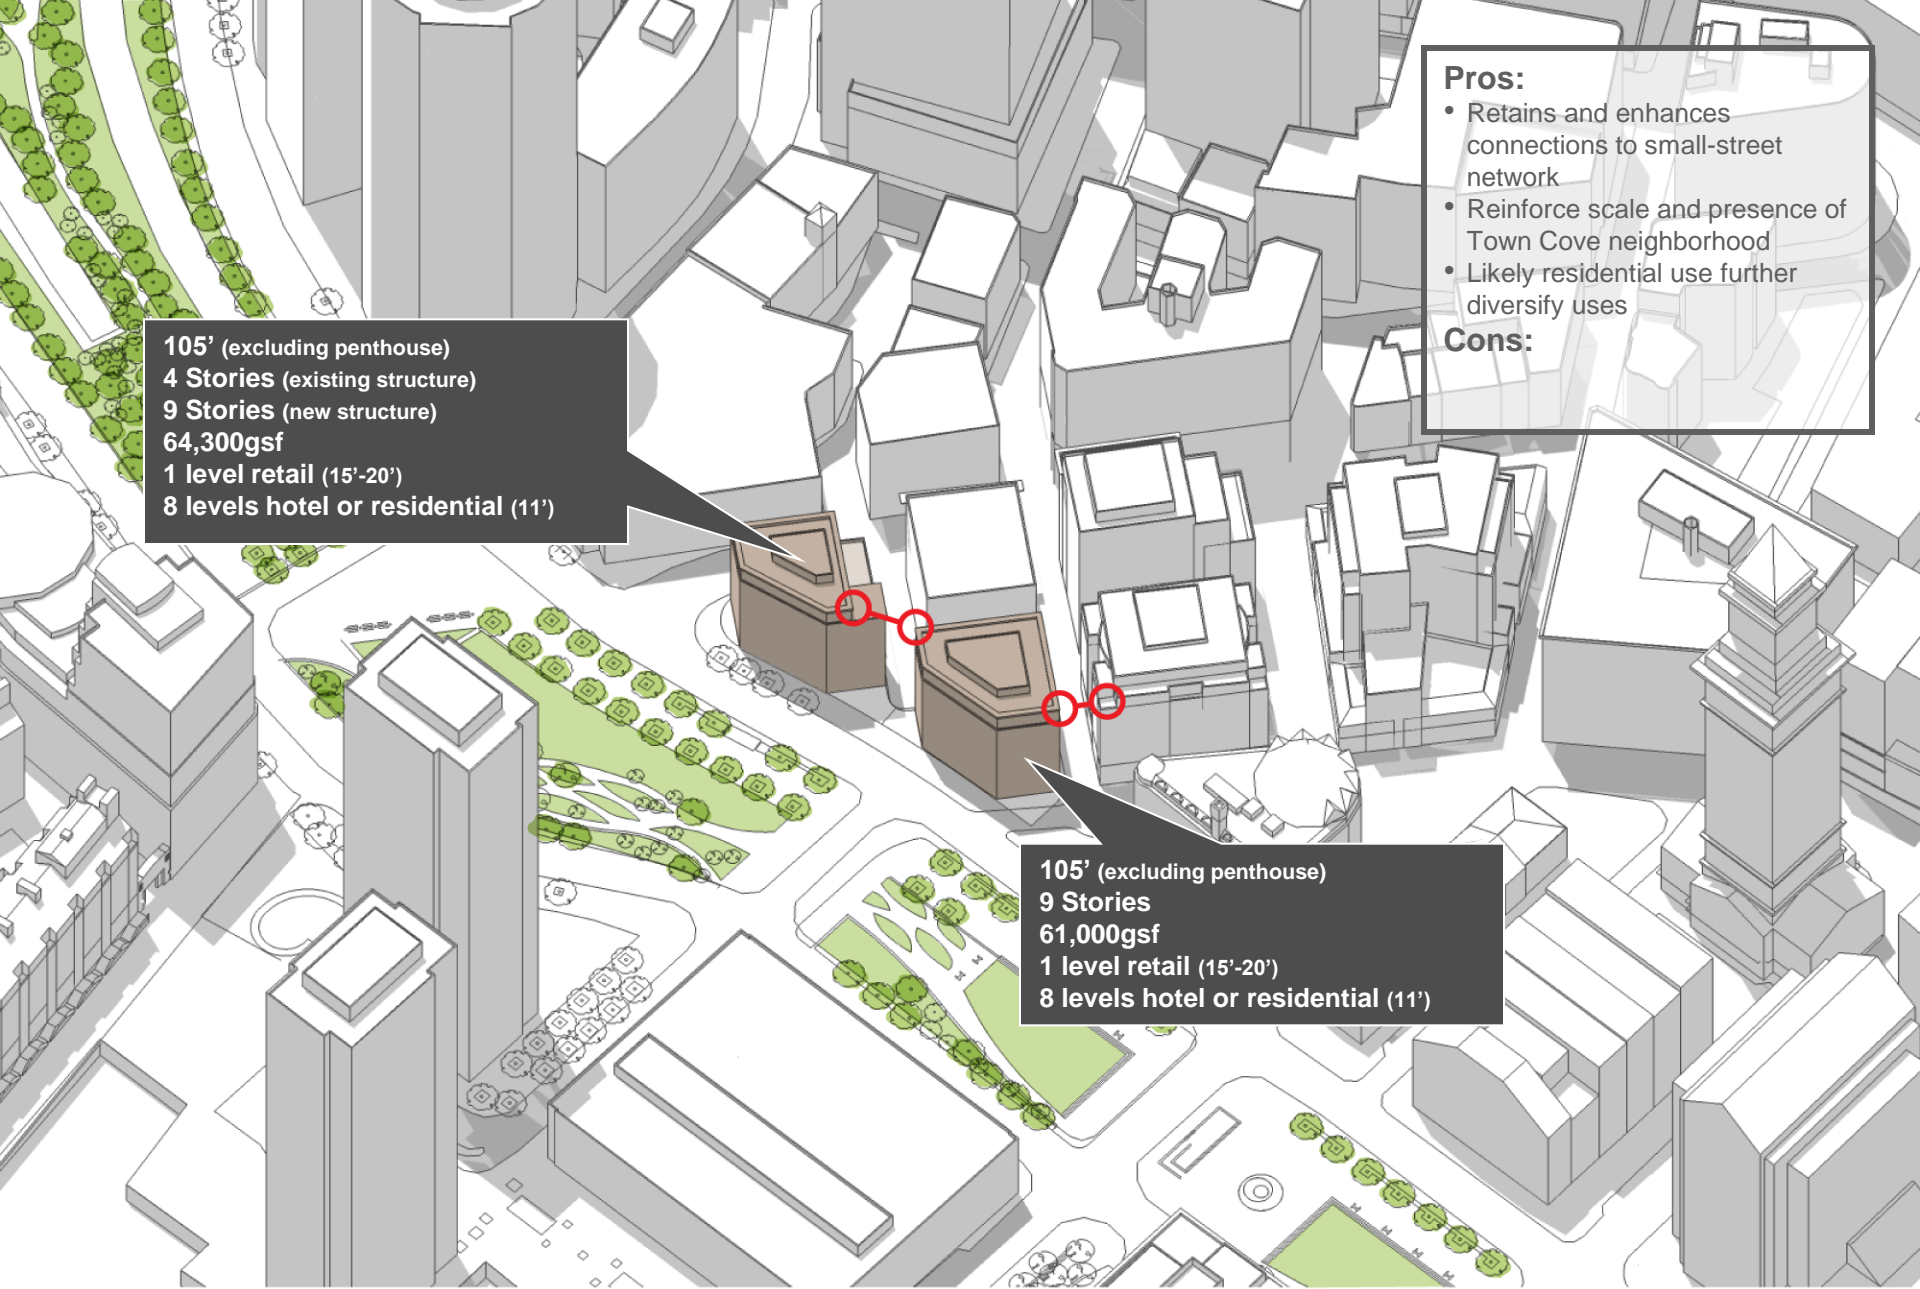 Pros:
• Retains and enhances
connections to small-street
network
• Reinforce scale and presence of
Town Cove neighborhood
• Likely residential use further
diversify uses
Cons:
105’ (excluding penthouse)
4 Stories (existing structure)
9 Stories (new structure)
64,300gsf
1 level retail (15’-20’)
8 levels hotel or residential (11’)
105’ (excluding penthouse)
9 Stories
61,000gsf
1 level retail (15’-20’)
8 levels hotel or residential (11’)